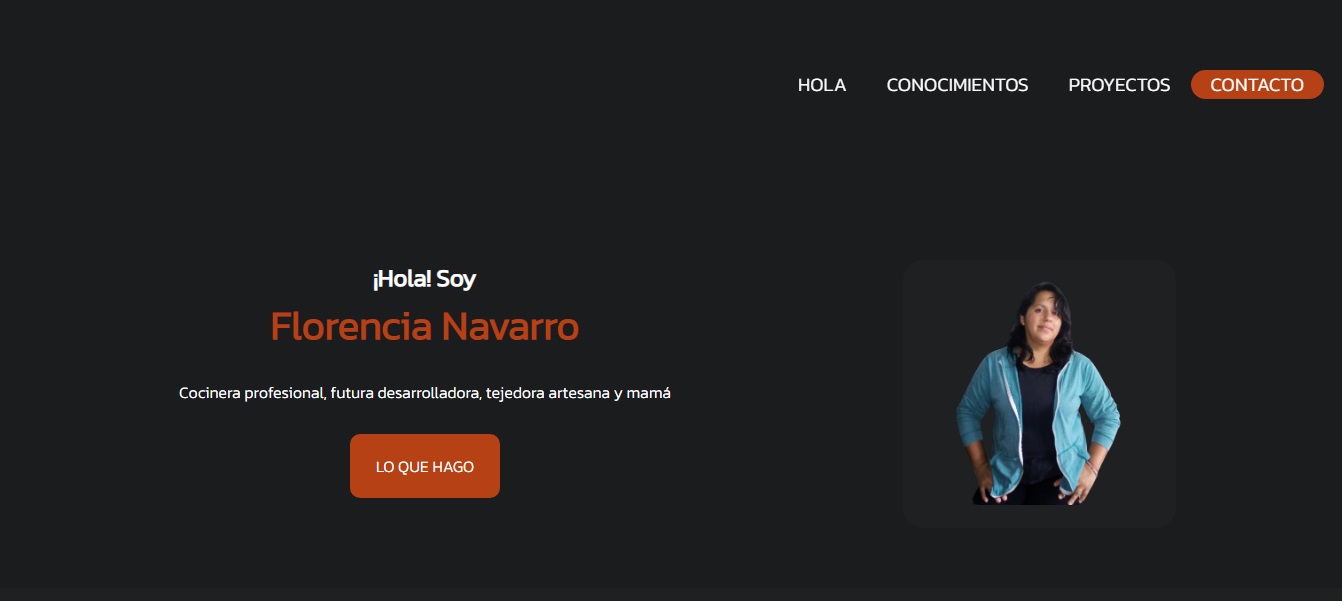 HOLA CONOCIMIENTOS PROYECTOS CONTACTO
¡Hola! Soy
Florencia Navarro
Cocinera profesional, futura desarrolladora, tejedora artesana y mamá
LO QUE HAGO